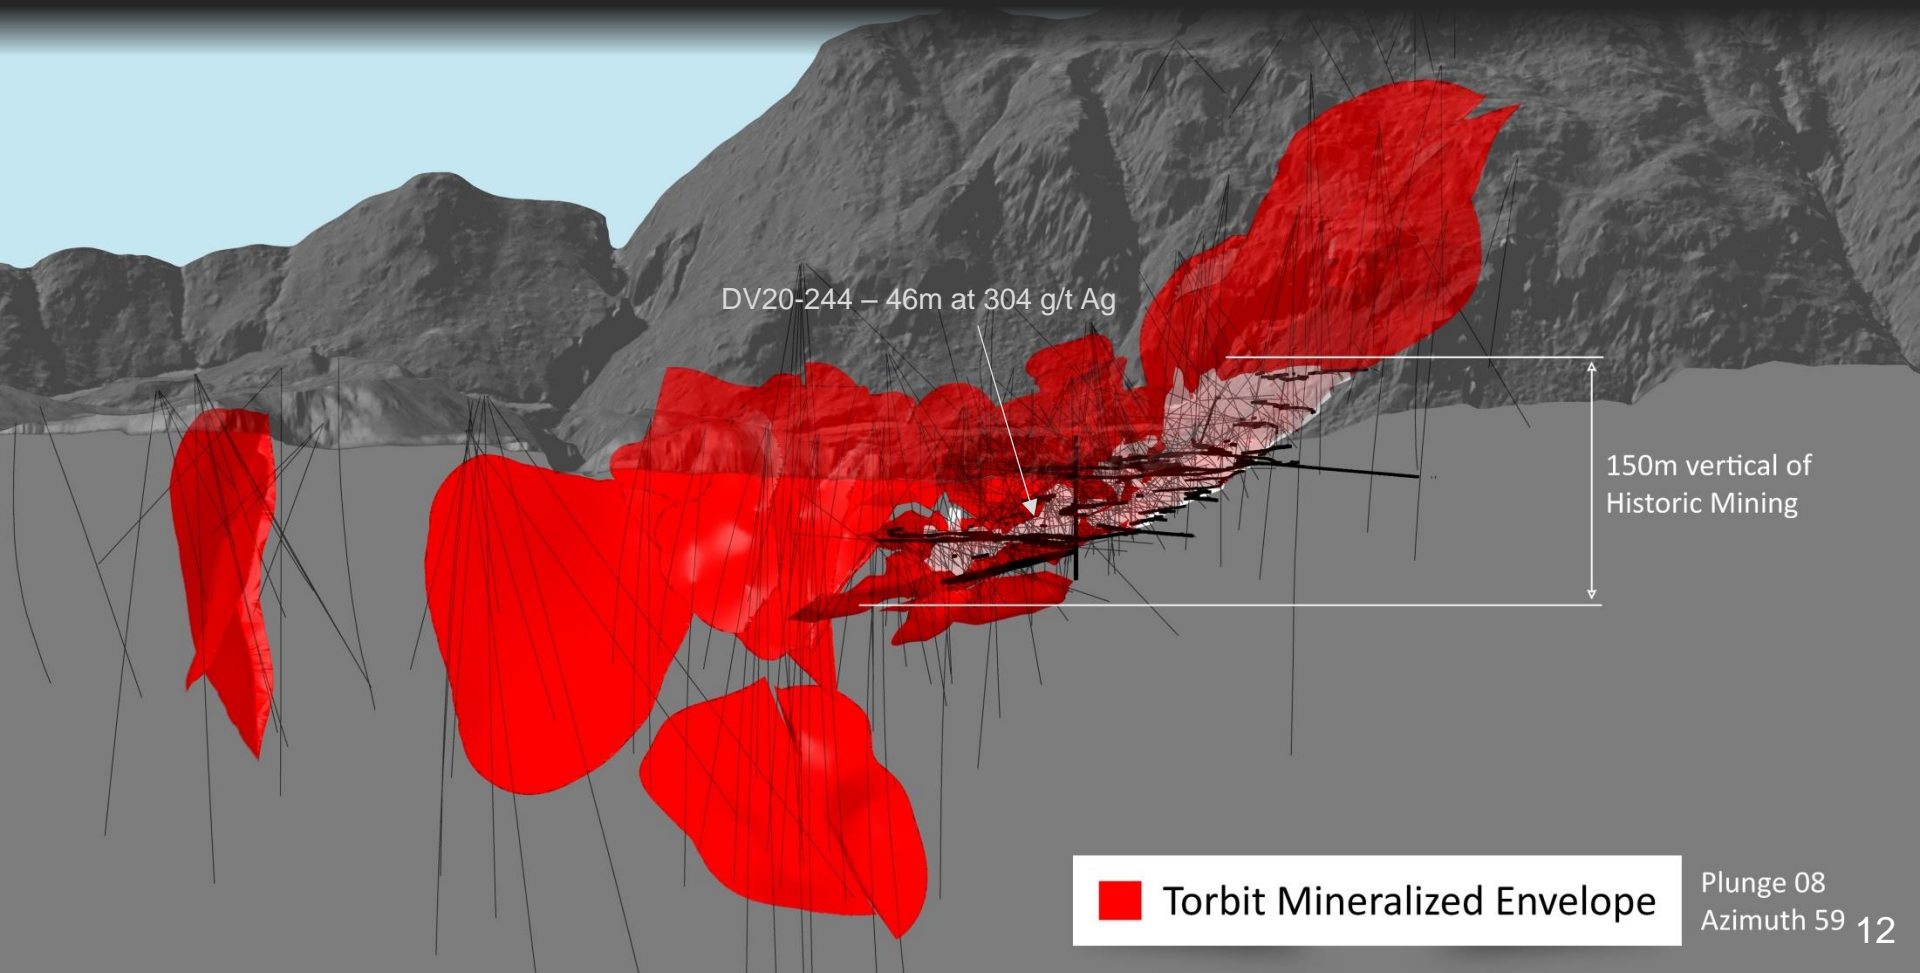 DV20-244 – 46m at 304 g/t Ag
150m vertical of
Historic Mining
Torbit Mineralized Envelope
Plunge 08
Azimuth 59
12